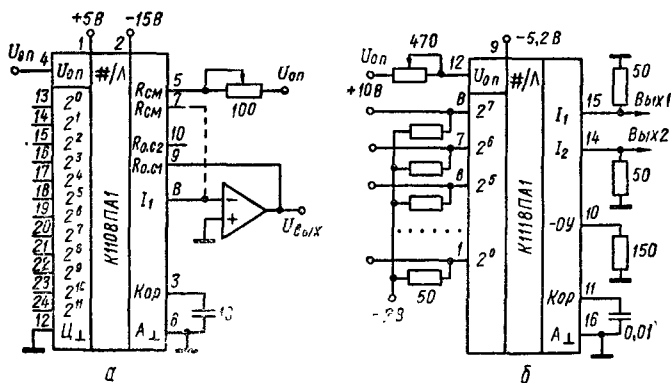 +5В -15В
Uоп 4 1 2
Uоп #/Λ
К1108ПА1
Rсм 5
100
Uоп
Rсм 7
Rо.с2 10
Rо.с1 9
I1 8
Uвых
Кор 3
А⊥ 6
13 2⁰
14 2¹
15 2²
16 2³
17 2⁴
18 2⁵
19 2⁶
20 2⁷
21 2⁸
22 2⁹
23 2¹⁰
24 2¹¹
12 Ц⊥
а
Uоп 470 12
+10В
9 -5,2В
Uоп #/Λ
К1118ПА1
8 2⁷
7 2⁶
6 2⁵
1 2⁰
50
50
I1 15 Вых1
I2 14 Вых2
50
-ОУ 10
150
Кор 11
0,01
А⊥ 16
б